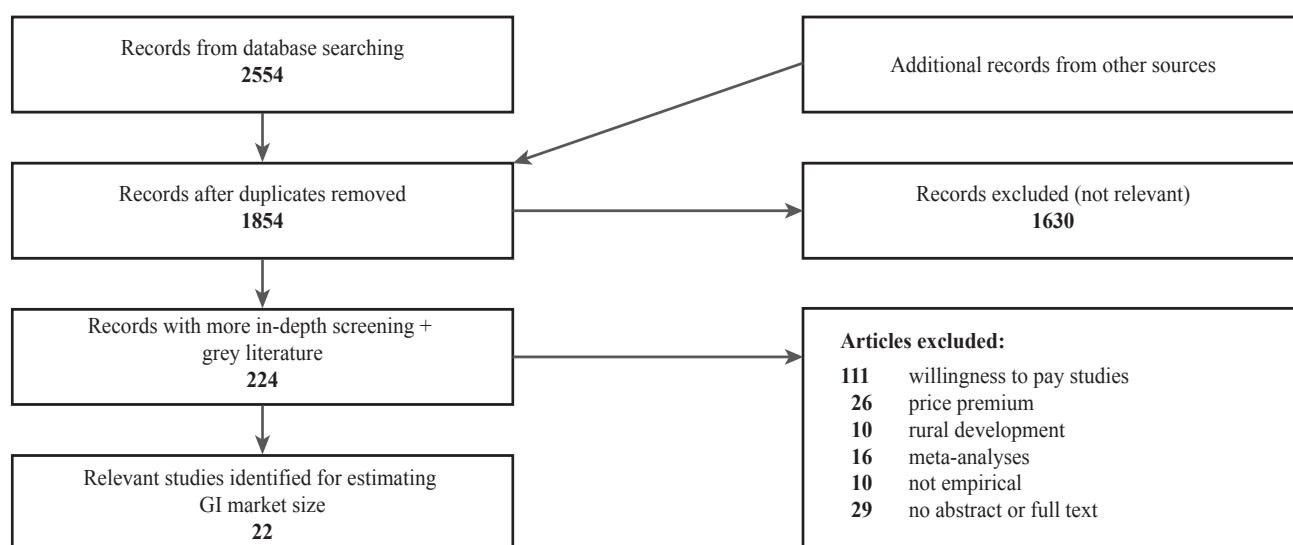 Records from database searching
2554
Additional records from other sources
Records after duplicates removed
1854
Records excluded (not relevant)
1630
Records with more in-depth screening +
grey literature
224
Articles excluded:
111 willingness to pay studies
26 price premium
10 rural development
16 meta-analyses
10 not empirical
29 no abstract or full text
Relevant studies identified for estimating
GI market size
22